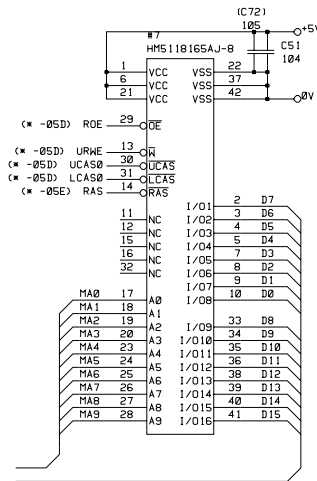 (C72)
105
+5V
#7
HM5118165AJ-8
C51
104
1 VCC VSS 22
6 VCC VSS 37
21 VCC VSS 42
0V
(* -05D) ROE 29 OE
(* -05D) URWE 13 W
(* -05D) UCAS0 30 UCAS
(* -05D) LCAS0 31 LCAS
(* -05E) RAS 14 RAS
I/O1 2 D7
11 NC I/O2 3 D6
12 NC I/O3 4 D5
15 NC I/O4 5 D4
16 NC I/O5 7 D3
32 NC I/O6 8 D2
I/O7 9 D1
MA0 17 A0 I/O8 10 D0
MA1 18 A1
MA2 19 A2 I/O9 33 D8
MA3 20 A3 I/O10 34 D9
MA4 23 A4 I/O11 35 D10
MA5 24 A5 I/O12 36 D11
MA6 25 A6 I/O13 38 D12
MA7 26 A7 I/O14 39 D13
MA8 27 A8 I/O15 40 D14
MA9 28 A9 I/O16 41 D15